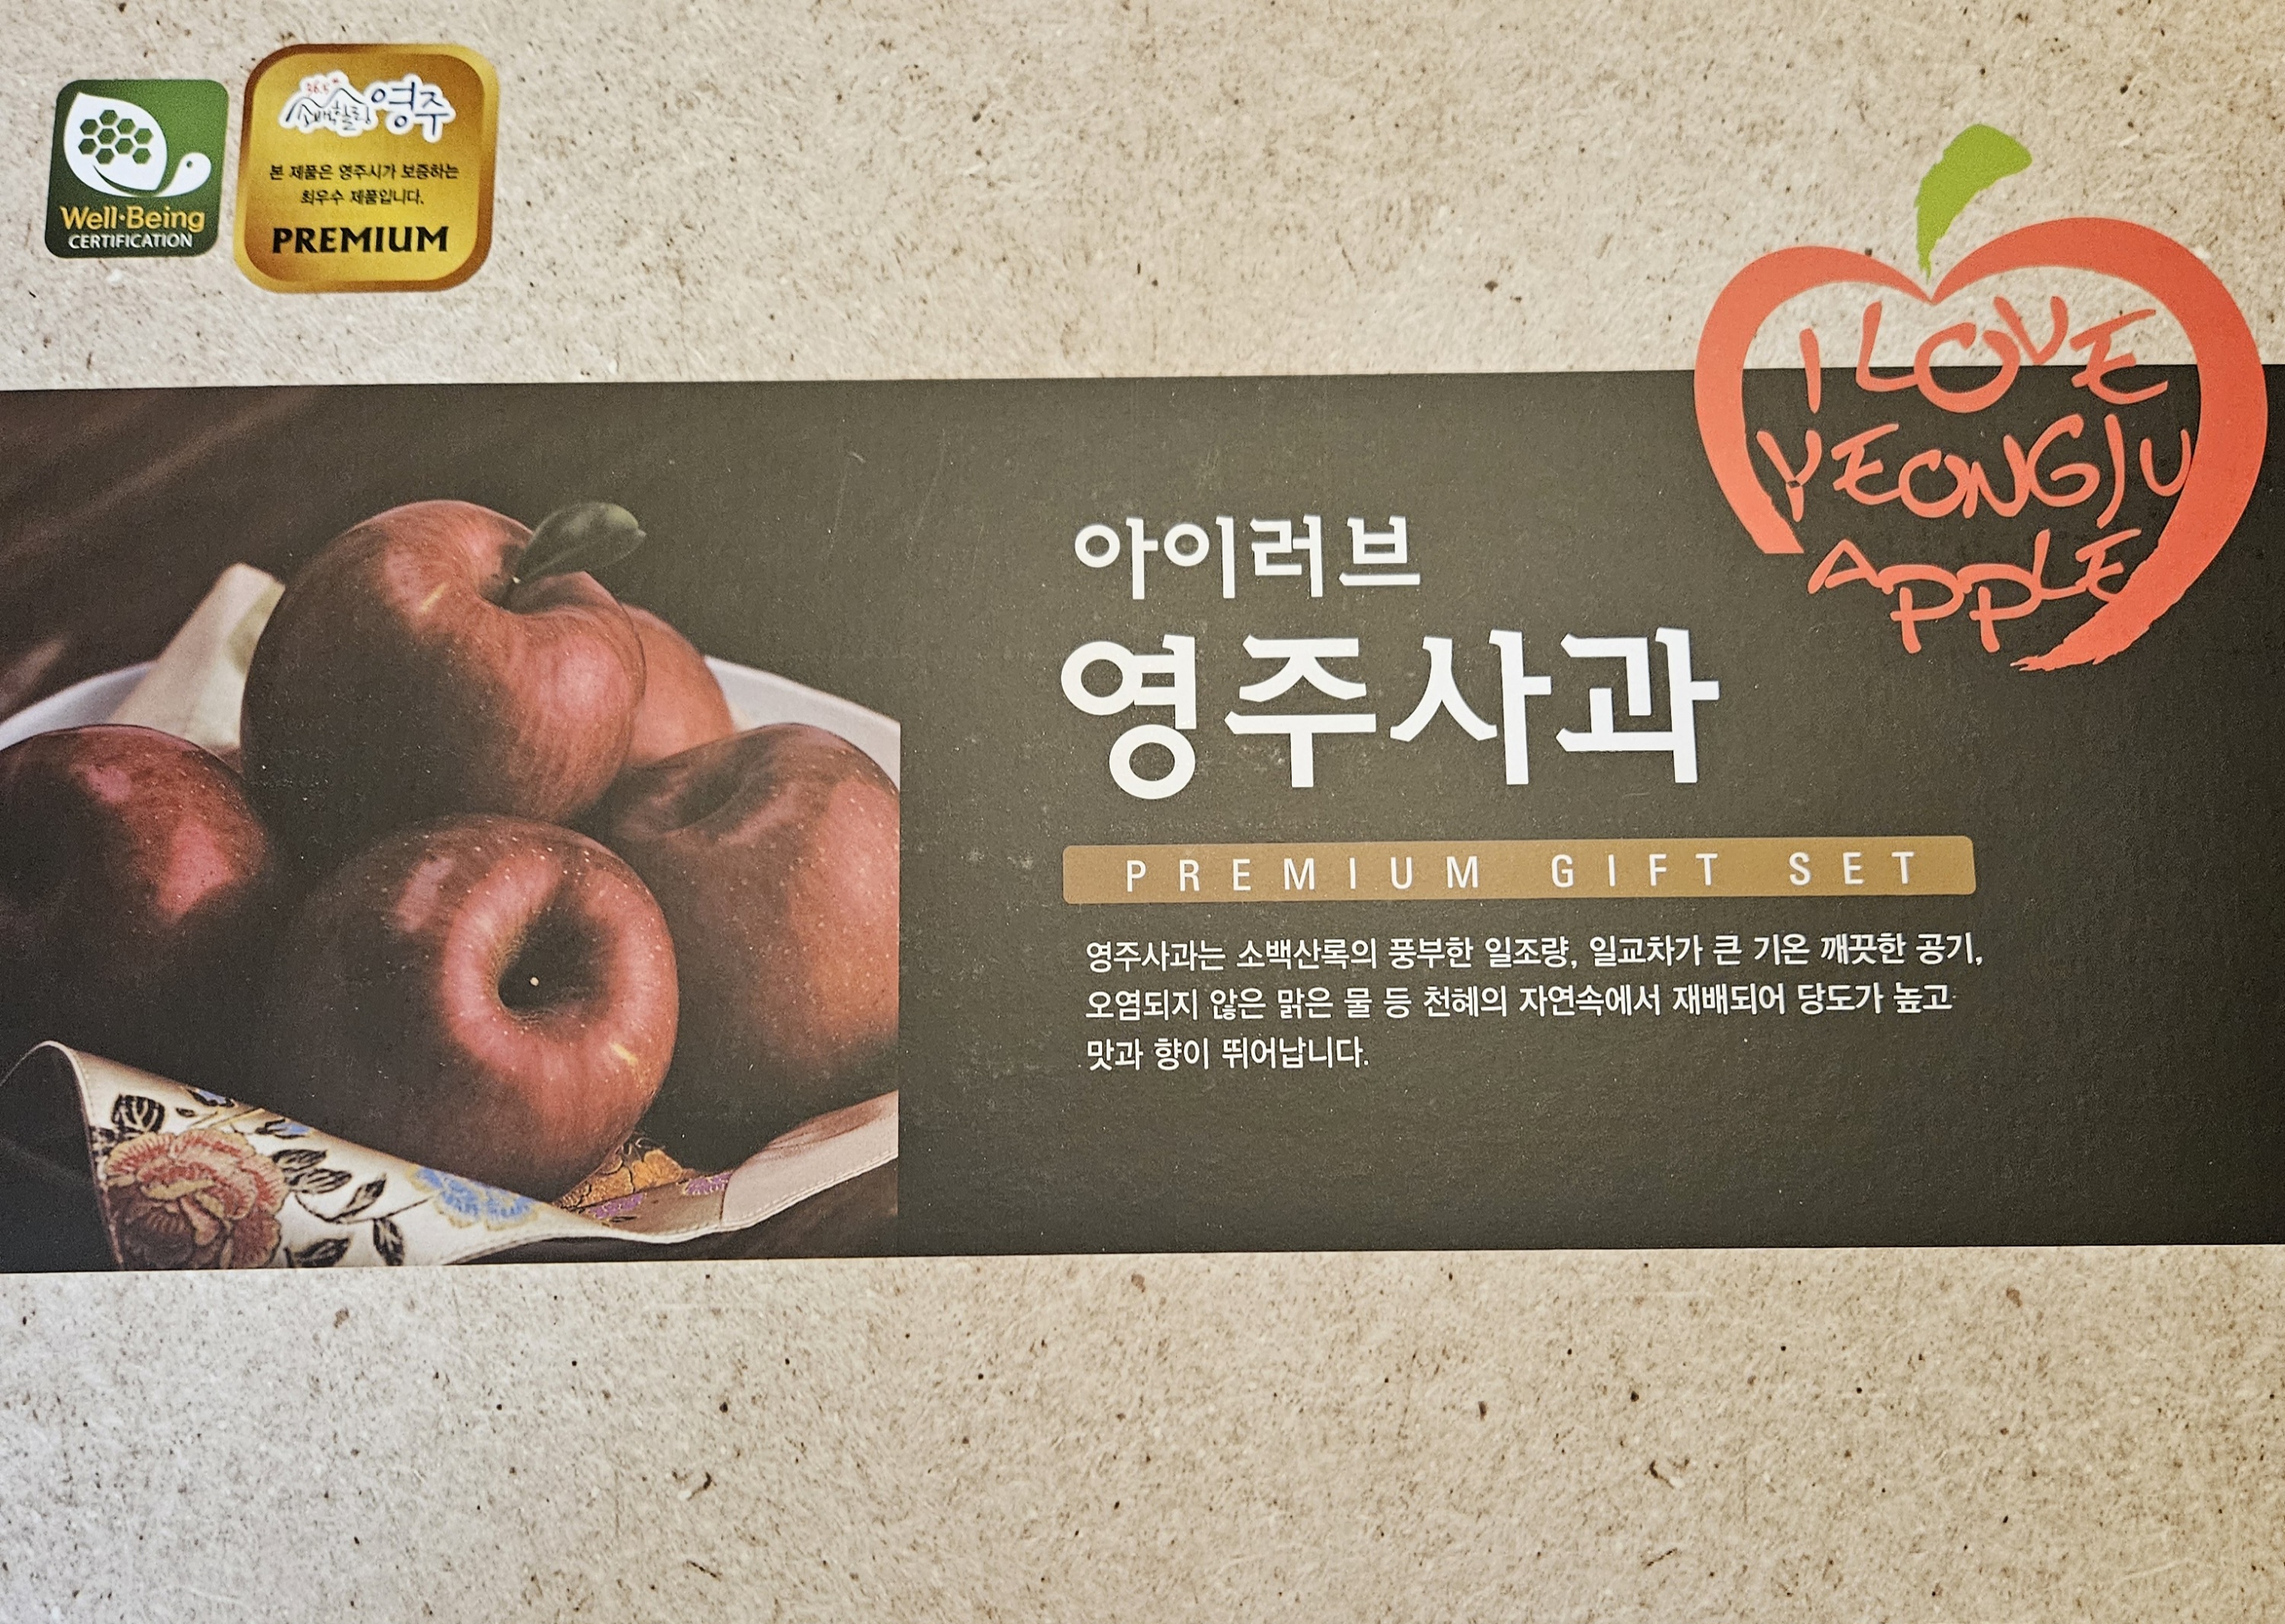 Well·Being
CERTIFICATION
365
소백힐링 영주
본 제품은 영주시가 보증하는
최우수 제품입니다.
PREMIUM
I LOVE
YEONGJU
APPLE
아이러브
영주사과
PREMIUM GIFT SET
영주사과는 소백산록의 풍부한 일조량, 일교차가 큰 기온 깨끗한 공기,
오염되지 않은 맑은 물 등 천혜의 자연속에서 재배되어 당도가 높고
맛과 향이 뛰어납니다.